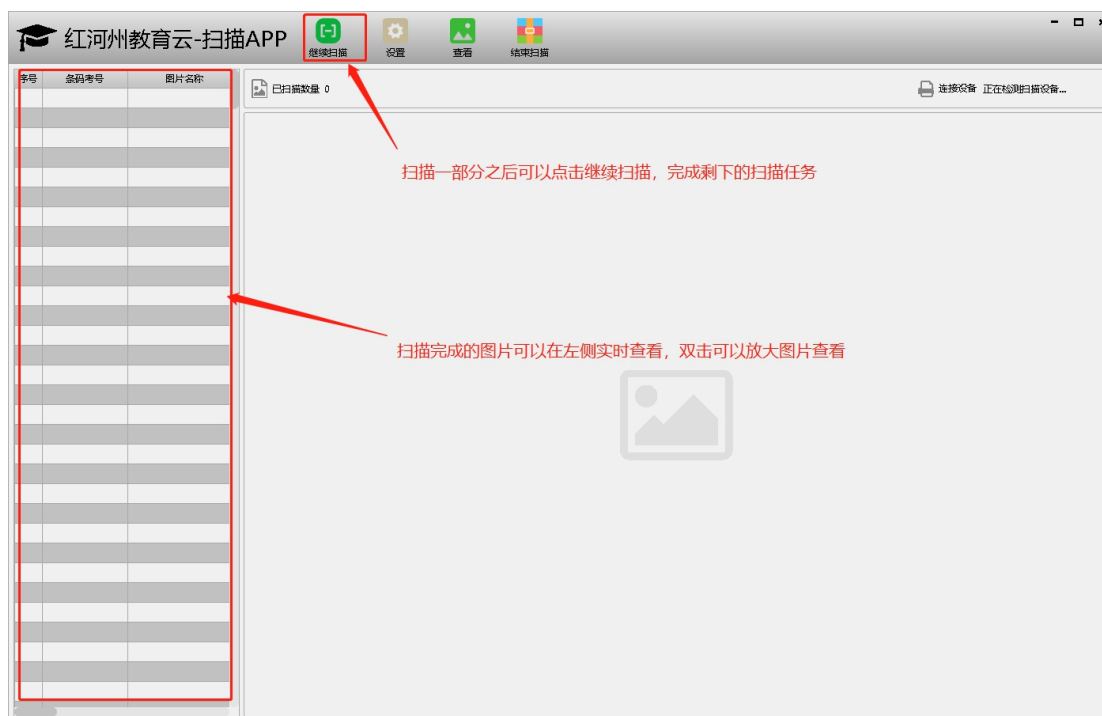 红河州教育云-扫描APP
继续扫描 设置 查看 结束扫描
序号 条码考号 图片名称
已扫描数量 0
连接设备 正在检测扫描设备...
扫描一部分之后可以点击继续扫描，完成剩下的扫描任务
扫描完成的图片可以在左侧实时查看，双击可以放大图片查看